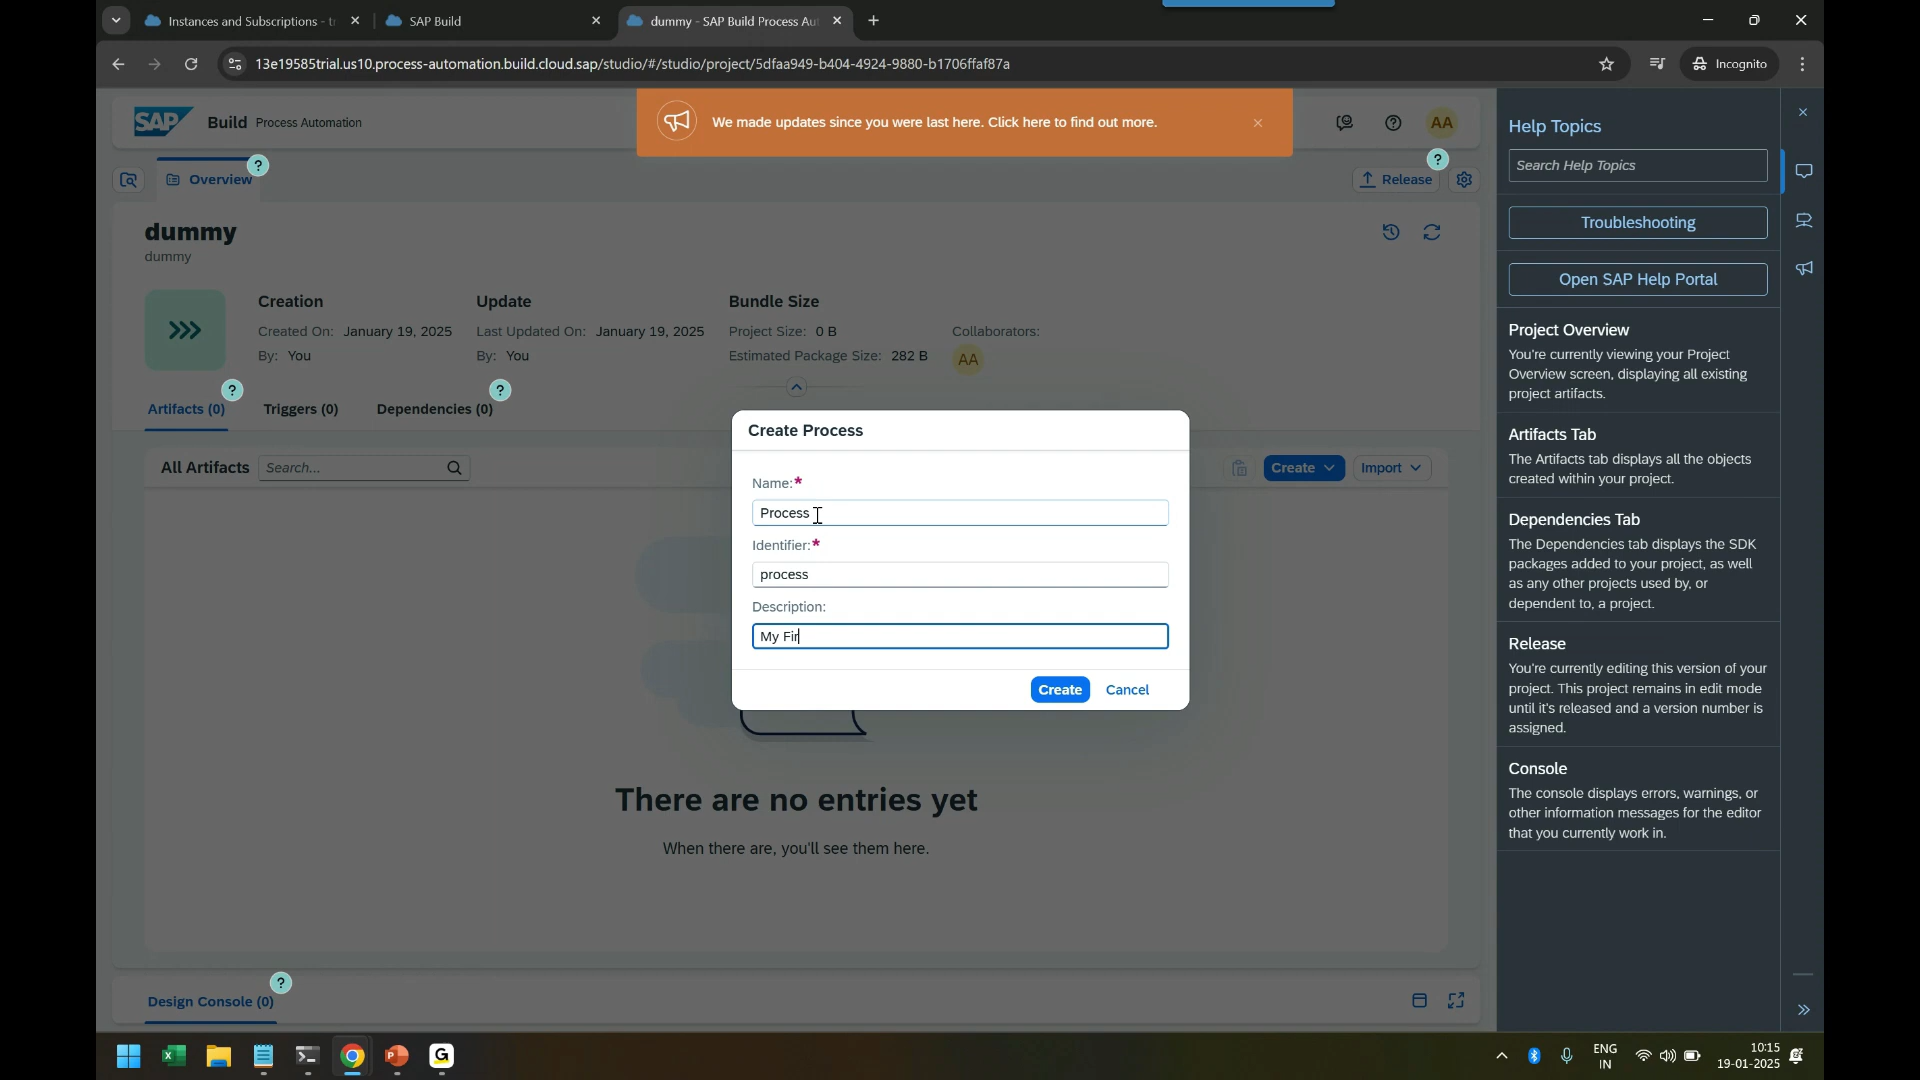 Instances and Subscriptions - tr
SAP Build
dummy - SAP Build Process Aut
13e19585trial.us10.process-automation.build.cloud.sap/studio/#/studio/project/5dfaa949-b404-4924-9880-b1706ffaf87a
Incognito
SAP Build Process Automation
We made updates since you were last here. Click here to find out more.
AA
Overview
?
?
Release
dummy
dummy
Creation
Created On: January 19, 2025
By: You
Update
Last Updated On: January 19, 2025
By: You
Bundle Size
Project Size: 0 B
Estimated Package Size: 282 B
Collaborators:
AA
?
?
Artifacts (0)
Triggers (0)
Dependencies (0)
All Artifacts
Search...
Create
Import
Create Process
Name:*
Process
Identifier:*
process
Description:
My Fir
Create
Cancel
There are no entries yet
When there are, you'll see them here.
?
Design Console (0)
Help Topics
Search Help Topics
Troubleshooting
Open SAP Help Portal
Project Overview
You're currently viewing your Project
Overview screen, displaying all existing
project artifacts.
Artifacts Tab
The Artifacts tab displays all the objects
created within your project.
Dependencies Tab
The Dependencies tab displays the SDK
packages added to your project, as well
as any other projects used by, or
dependent to, a project.
Release
You're currently editing this version of your
project. This project remains in edit mode
until it's released and a version number is
assigned.
Console
The console displays errors, warnings, or
other information messages for the editor
that you currently work in.
ENG
IN
10:15
19-01-2025